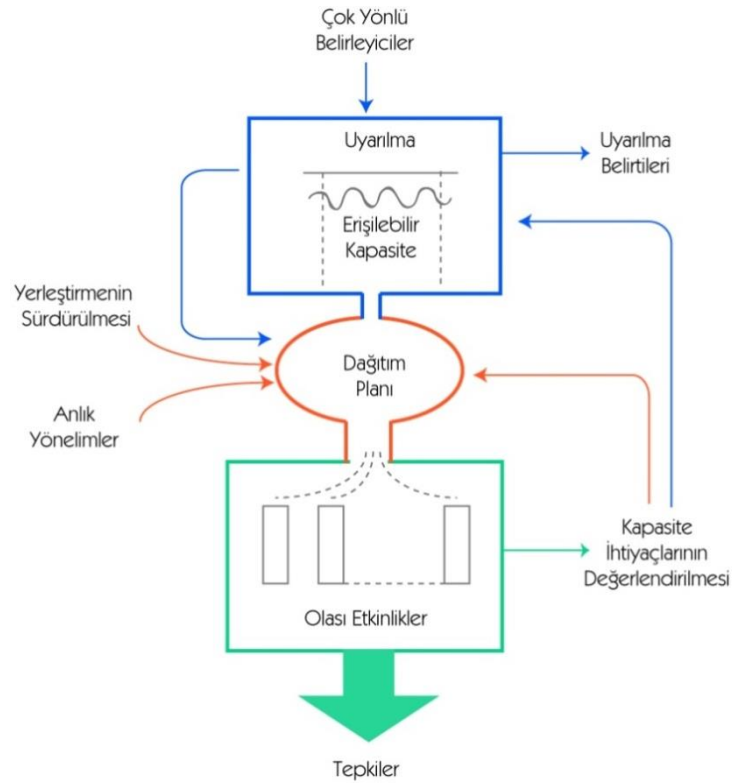 Çok Yönlü
Belirleyiciler
Uyarılma
Uyarılma
Belirtileri
Erişilebilir
Kapasite
Yerleştirmenin
Sürdürülmesi
Dağıtım
Planı
Anlık
Yönelimler
Kapasite
İhtiyaçlarının
Değerlendirilmesi
Olası Etkinlikler
Tepkiler